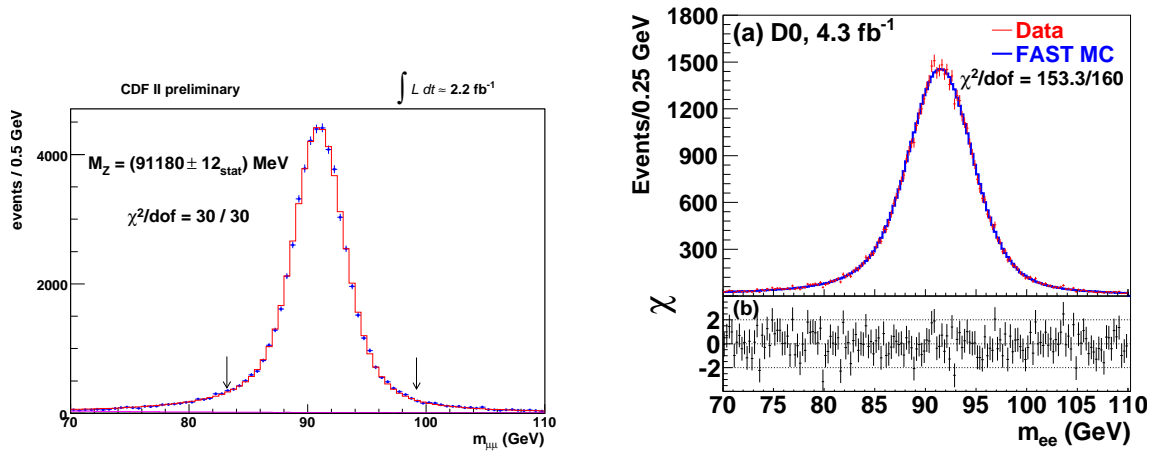 CDF II preliminary
∫ L dt ≈ 2.2 fb⁻¹
events / 0.5 GeV
4000
2000
0
M_Z = (91180 ± 12_stat) MeV
χ²/dof = 30 / 30
70 80 90 100 110
m_μμ (GeV)
(a) D0, 4.3 fb⁻¹
Data
FAST MC
χ²/dof = 153.3/160
Events/0.25 GeV
1800
1500
1200
900
600
300
(b)
χ
2
0
-2
70 75 80 85 90 95 100 105 110
m_ee (GeV)